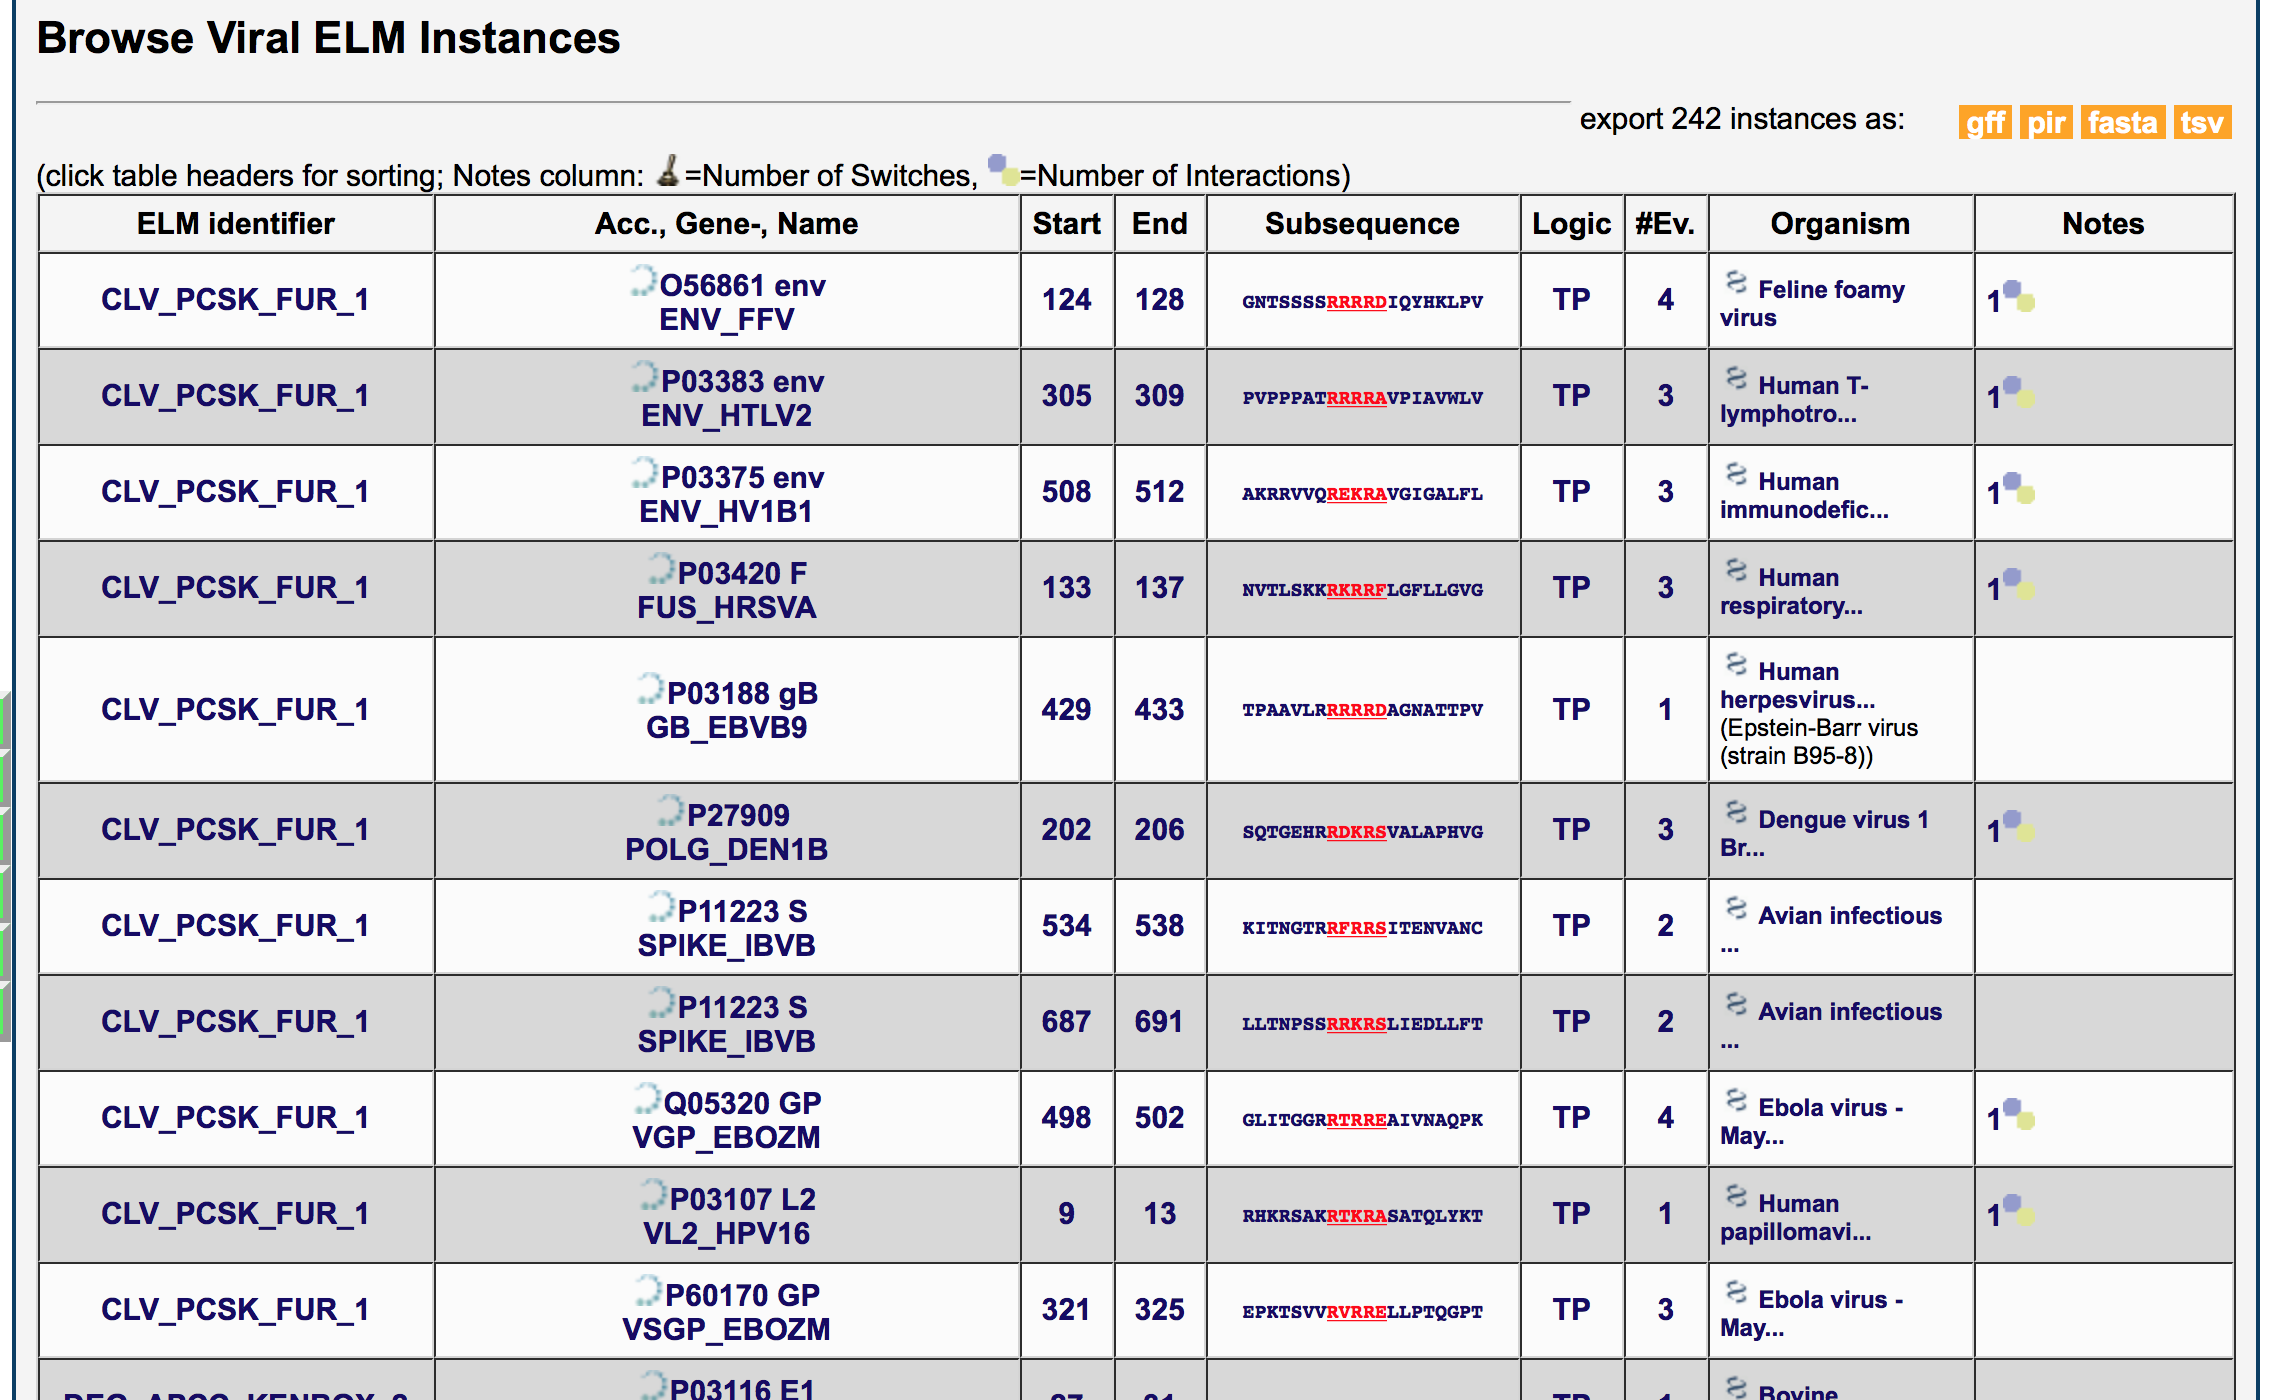 Browse Viral ELM Instances
export 242 instances as: gff pir fasta tsv
(click table headers for sorting; Notes column: =Number of Switches, =Number of Interactions)
ELM identifier Acc., Gene-, Name Start End Subsequence Logic #Ev. Organism Notes
CLV_PCSK_FUR_1 O56861 env ENV_FFV 124 128 GNTSSSSRRRRDIQYHKLPV TP 4 Feline foamy virus 1
CLV_PCSK_FUR_1 P03383 env ENV_HTLV2 305 309 PVPPPATRRRRAVPIAVWLV TP 3 Human T-lymphotro... 1
CLV_PCSK_FUR_1 P03375 env ENV_HV1B1 508 512 AKRRVVQREKRAVGIGALFL TP 3 Human immunodefic... 1
CLV_PCSK_FUR_1 P03420 F FUS_HRSVA 133 137 NVTLSKKRKRRFLGFLLGVG TP 3 Human respiratory... 1
CLV_PCSK_FUR_1 P03188 gB GB_EBVB9 429 433 TPAAVLRRRRRDAGNATTPV TP 1 Human herpesvirus... (Epstein-Barr virus (strain B95-8))
CLV_PCSK_FUR_1 P27909 POLG_DEN1B 202 206 SQTGEHRRDKRSVALAPHVG TP 3 Dengue virus 1 Br... 1
CLV_PCSK_FUR_1 P11223 S SPIKE_IBVB 534 538 KITNGTRRFRRSITENVANC TP 2 Avian infectious ...
CLV_PCSK_FUR_1 P11223 S SPIKE_IBVB 687 691 LLTNPSSRRKRSLIEDLLFT TP 2 Avian infectious ...
CLV_PCSK_FUR_1 Q05320 GP VGP_EBOZM 498 502 GLITGGRRTRREAIVNAQPK TP 4 Ebola virus - May... 1
CLV_PCSK_FUR_1 P03107 L2 VL2_HPV16 9 13 RHKRSAKRTKRASATQLYKT TP 1 Human papillomavi... 1
CLV_PCSK_FUR_1 P60170 GP VSGP_EBOZM 321 325 EPKTSVVRVRRELLPTQGPT TP 3 Ebola virus - May...
P03116 E1 TP Bovine